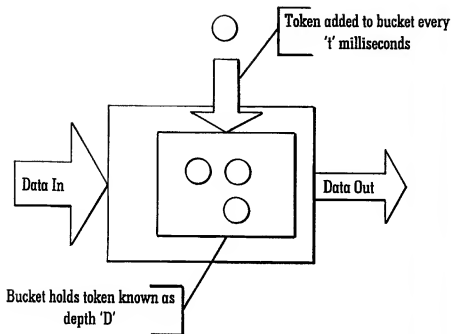 Token added to bucket every
't' milliseconds
Data In
Data Out
Bucket holds token known as
depth 'D'